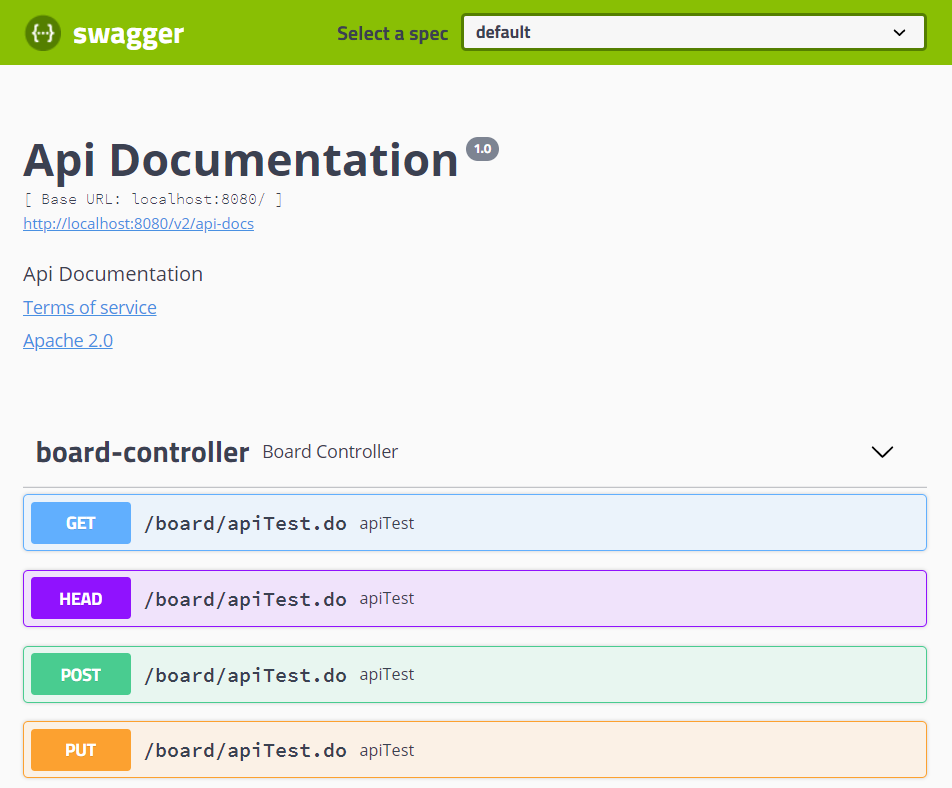 {···} swagger Select a spec default
Api Documentation 1.0
[ Base URL: localhost:8080/ ]
http://localhost:8080/v2/api-docs
Api Documentation
Terms of service
Apache 2.0
board-controller Board Controller
GET /board/apiTest.do apiTest
HEAD /board/apiTest.do apiTest
POST /board/apiTest.do apiTest
PUT /board/apiTest.do apiTest